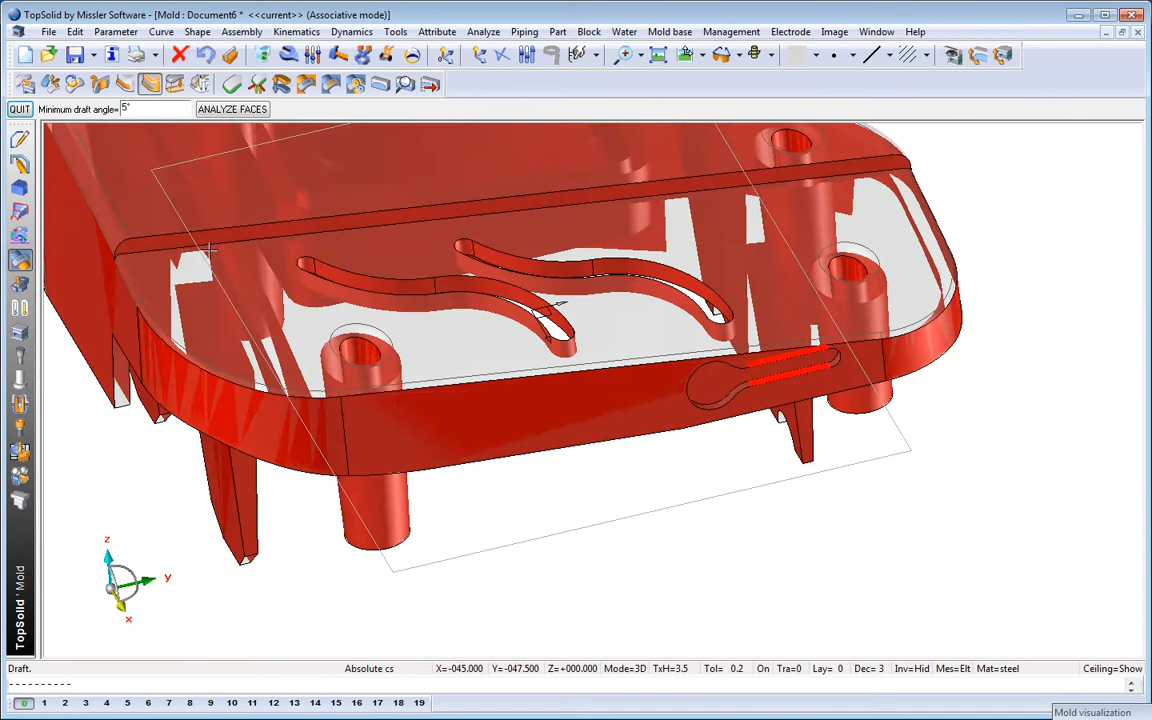 TopSolid by Missler Software - [Mold : Document6 *  <<current>> (Associative mode)]
File Edit Parameter Curve Shape Assembly Kinematics Dynamics Tools Attribute Analyze Piping Part Block Water Mold base Management Electrode Image Window Help
QUIT Minimum draft angle= 5° ANALYZE FACES
z
y
x
TopSolid'Mold
Draft. Absolute cs X=-045.000 Y=-047.500 Z=+000.000 Mode=3D TxH=3.5 Tol= 0.2 On Tra=0 Lay= 0 Dec= 3 Inv=Hid Mes=Elt Mat=steel Ceiling=Show
----------
0 1 2 3 4 5 6 7 8 9 10 11 12 13 14 15 16 17 18 19
Mold visualization